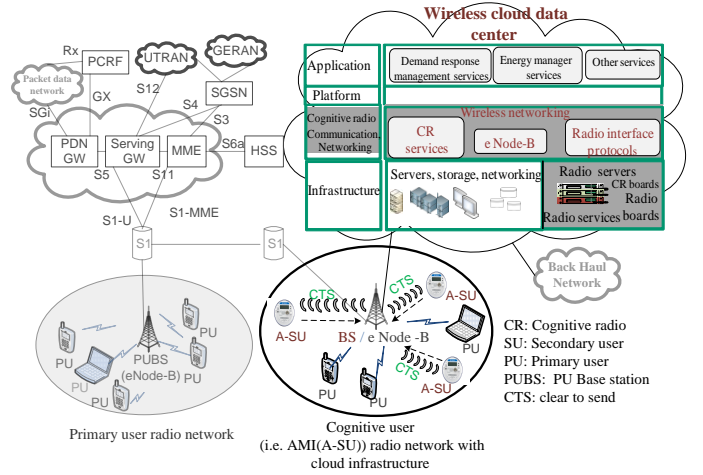 Wireless cloud data
center
Rx
PCRF
UTRAN
GERAN
Packet data
network
GX
S12
S4
SGSN
SGi
S3
PDN
GW
Serving
GW
MME
S6a
HSS
S5
S11
S1-U
S1-MME
S1
S1
Application
Demand response
management services
Energy manager
services
Other services
Platform
Cognitive radio
Communication,
Networking
Wireless networking
CR
services
e Node-B
Radio interface
protocols
Infrastructure
Servers, storage, networking
Radio servers
CR boards
Radio
boards
Radio services
Back Haul
Network
PU
PU
PU
PUBS
(eNode-B)
PU
PU
PU
Primary user radio network
CTS
CTS
A-SU
A-SU
BS / e Node -B
PU
CTS
A-SU
PU
PU
Cognitive user
(i.e. AMI(A-SU)) radio network with
cloud infrastructure
CR: Cognitive radio
SU: Secondary user
PU: Primary user
PUBS: PU Base station
CTS: clear to send